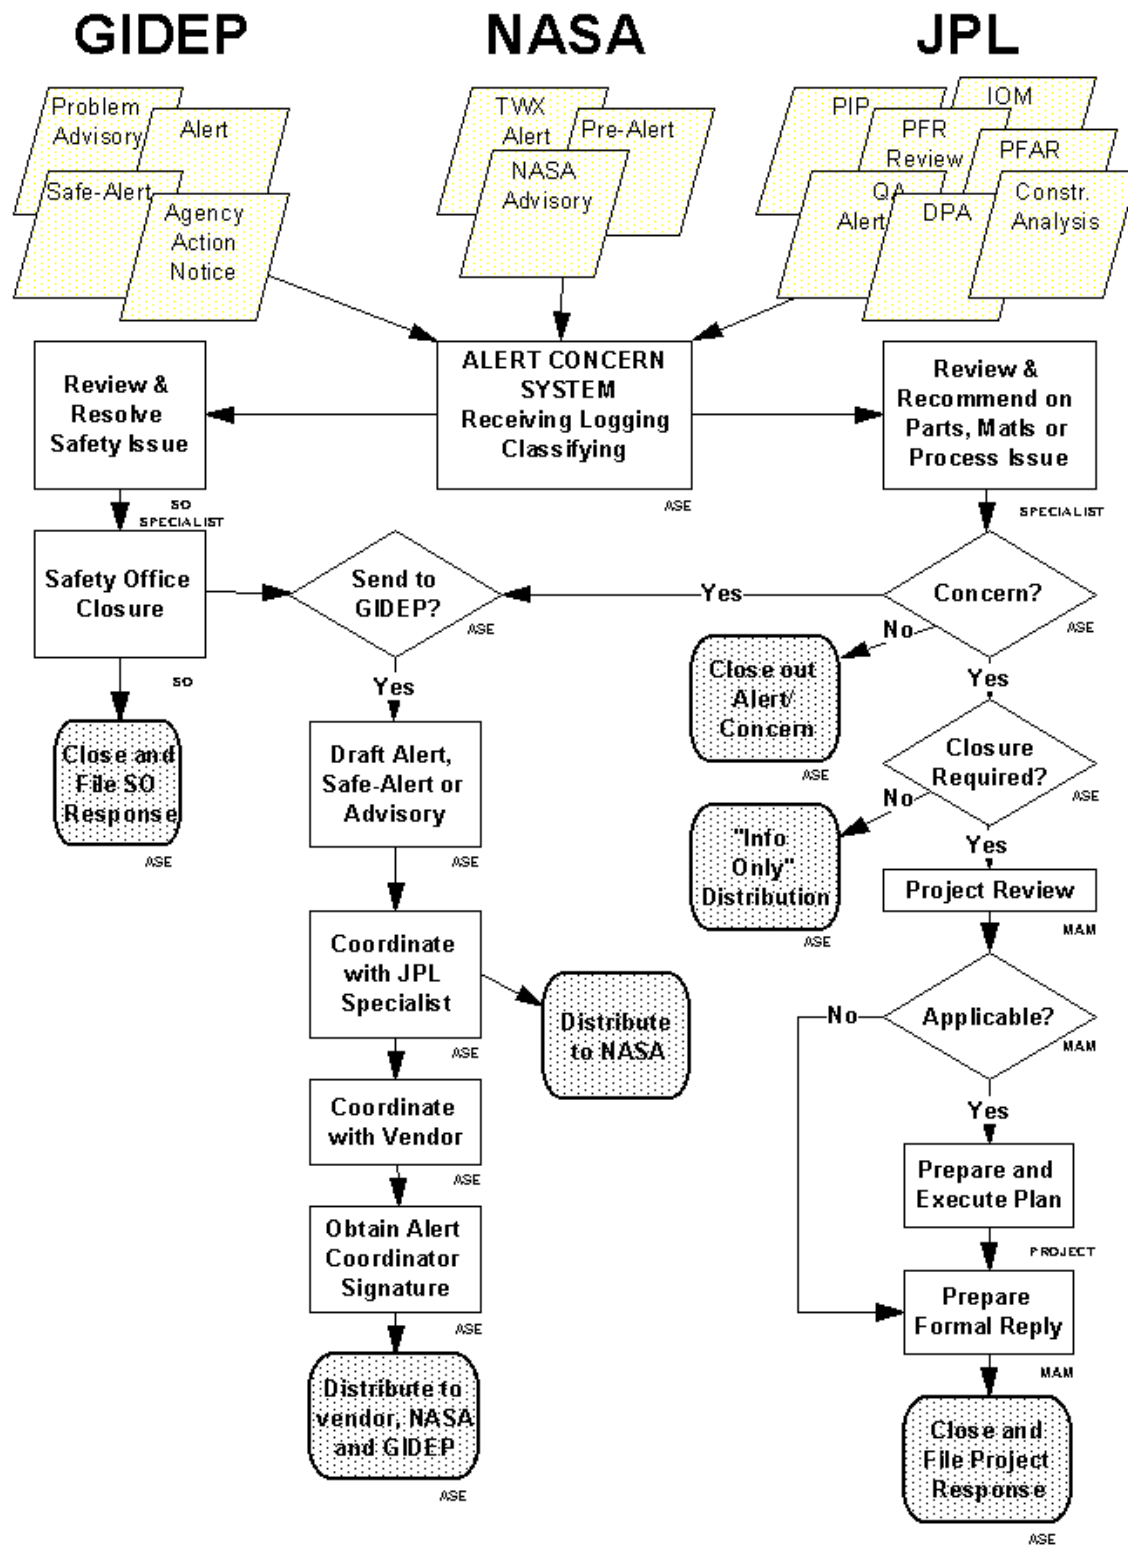 GIDEP
NASA
JPL
Problem
Advisory
Alert
Safe-Alert
Agency
Action
Notice
TWX
Alert
Pre-Alert
NASA
Advisory
PIP
IOM
PFR
Review
PFAR
QA
Alert
DPA
Constr.
Analysis
Review &
Resolve
Safety Issue
SO
SPECIALIST
ALERT CONCERN
SYSTEM
Receiving Logging
Classifying
ASE
Review &
Recommend on
Parts, Matls or
Process Issue
SPECIALIST
Safety Office
Closure
SO
Send to
GIDEP?
ASE
Yes
Concern?
ASE
No
Close out
Alert/
Concern
ASE
Yes
Yes
Close and
File SO
Response
ASE
Draft Alert,
Safe-Alert or
Advisory
ASE
Closure
Required?
ASE
No
"Info
Only"
Distribution
ASE
Yes
Project Review
MAM
Coordinate
with JPL
Specialist
ASE
Distribute
to NASA
No
Applicable?
MAM
Yes
Coordinate
with Vendor
ASE
Prepare and
Execute Plan
PROJECT
Obtain Alert
Coordinator
Signature
ASE
Prepare
Formal Reply
MAM
Distribute to
vendor, NASA
and GIDEP
ASE
Close and
File Project
Response
ASE